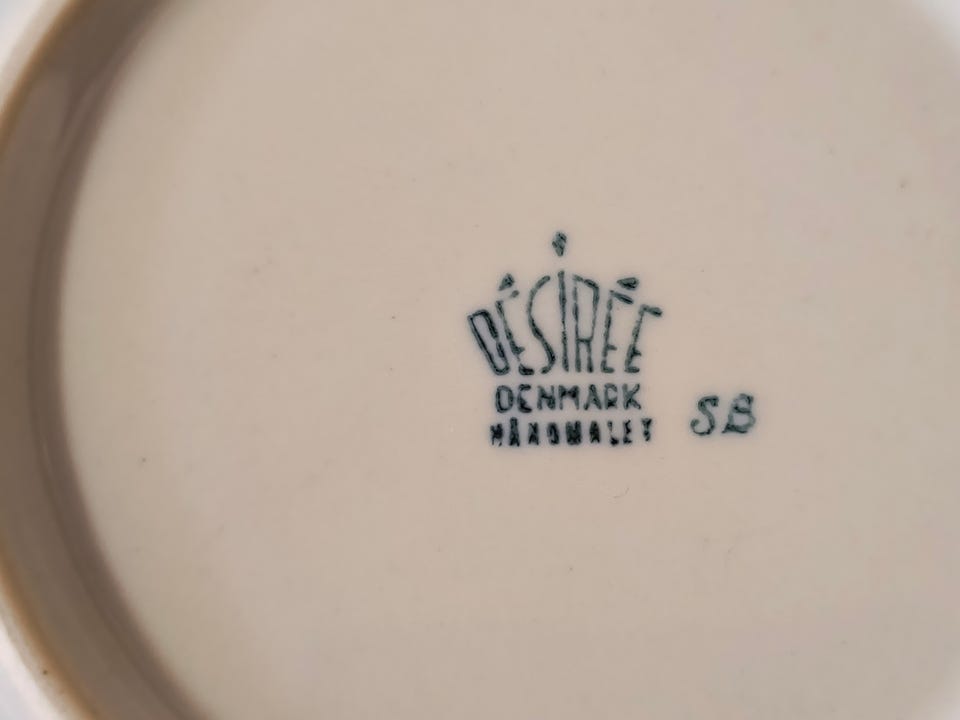 DÉSIRÉE
DENMARK
HÅNDMALET
SB